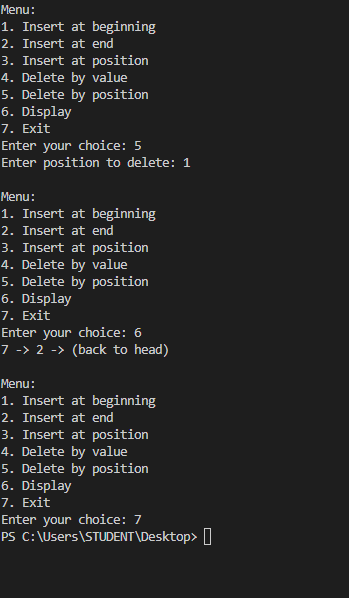 Menu:
1. Insert at beginning
2. Insert at end
3. Insert at position
4. Delete by value
5. Delete by position
6. Display
7. Exit
Enter your choice: 5
Enter position to delete: 1

Menu:
1. Insert at beginning
2. Insert at end
3. Insert at position
4. Delete by value
5. Delete by position
6. Display
7. Exit
Enter your choice: 6
7 -> 2 -> (back to head)

Menu:
1. Insert at beginning
2. Insert at end
3. Insert at position
4. Delete by value
5. Delete by position
6. Display
7. Exit
Enter your choice: 7
PS C:\Users\STUDENT\Desktop>